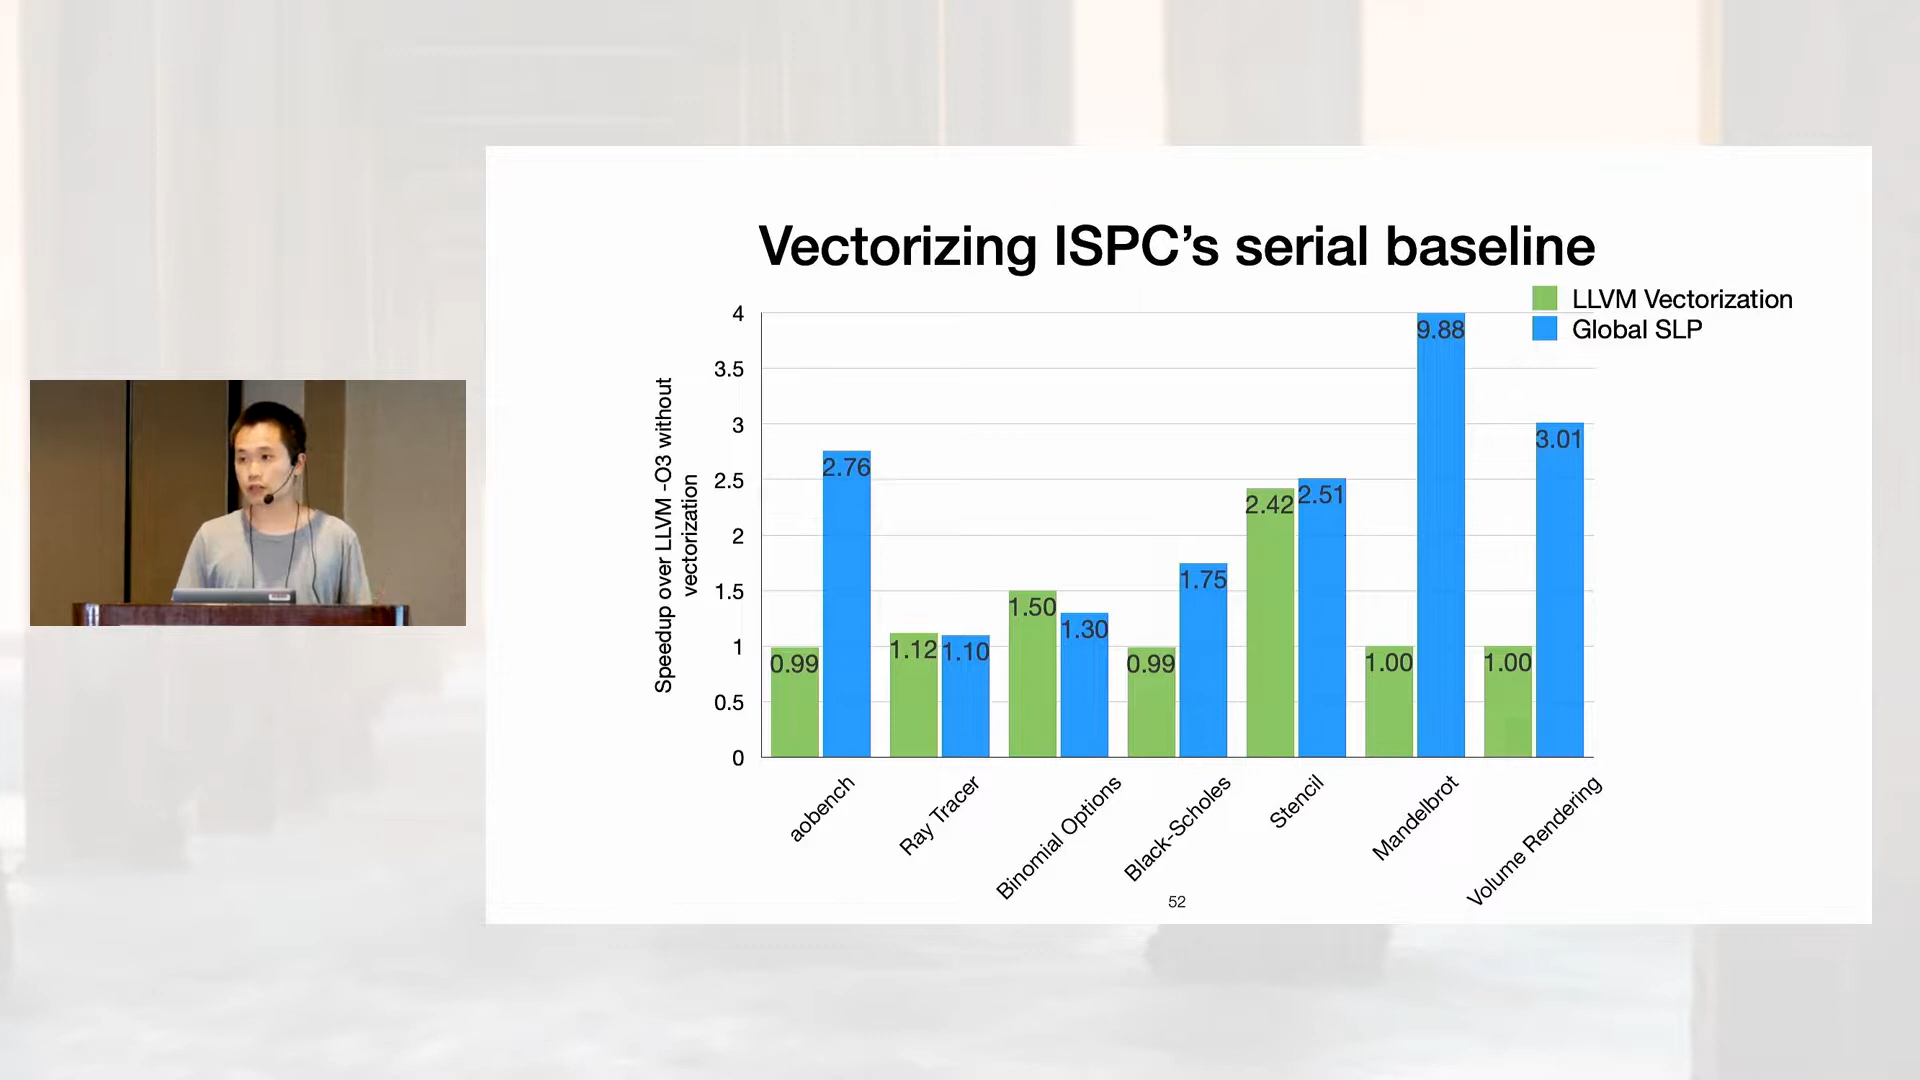 Vectorizing ISPC’s serial baseline
LLVM Vectorization
Global SLP
Speedup over LLVM -O3 without
vectorization
4
3.5
3
2.5
2
1.5
1
0.5
0
0.99
2.76
1.12
1.10
1.50
1.30
0.99
1.75
2.42
2.51
1.00
9.88
1.00
3.01
aobench
Ray Tracer
Binomial Options
Black-Scholes
Stencil
Mandelbrot
Volume Rendering
52